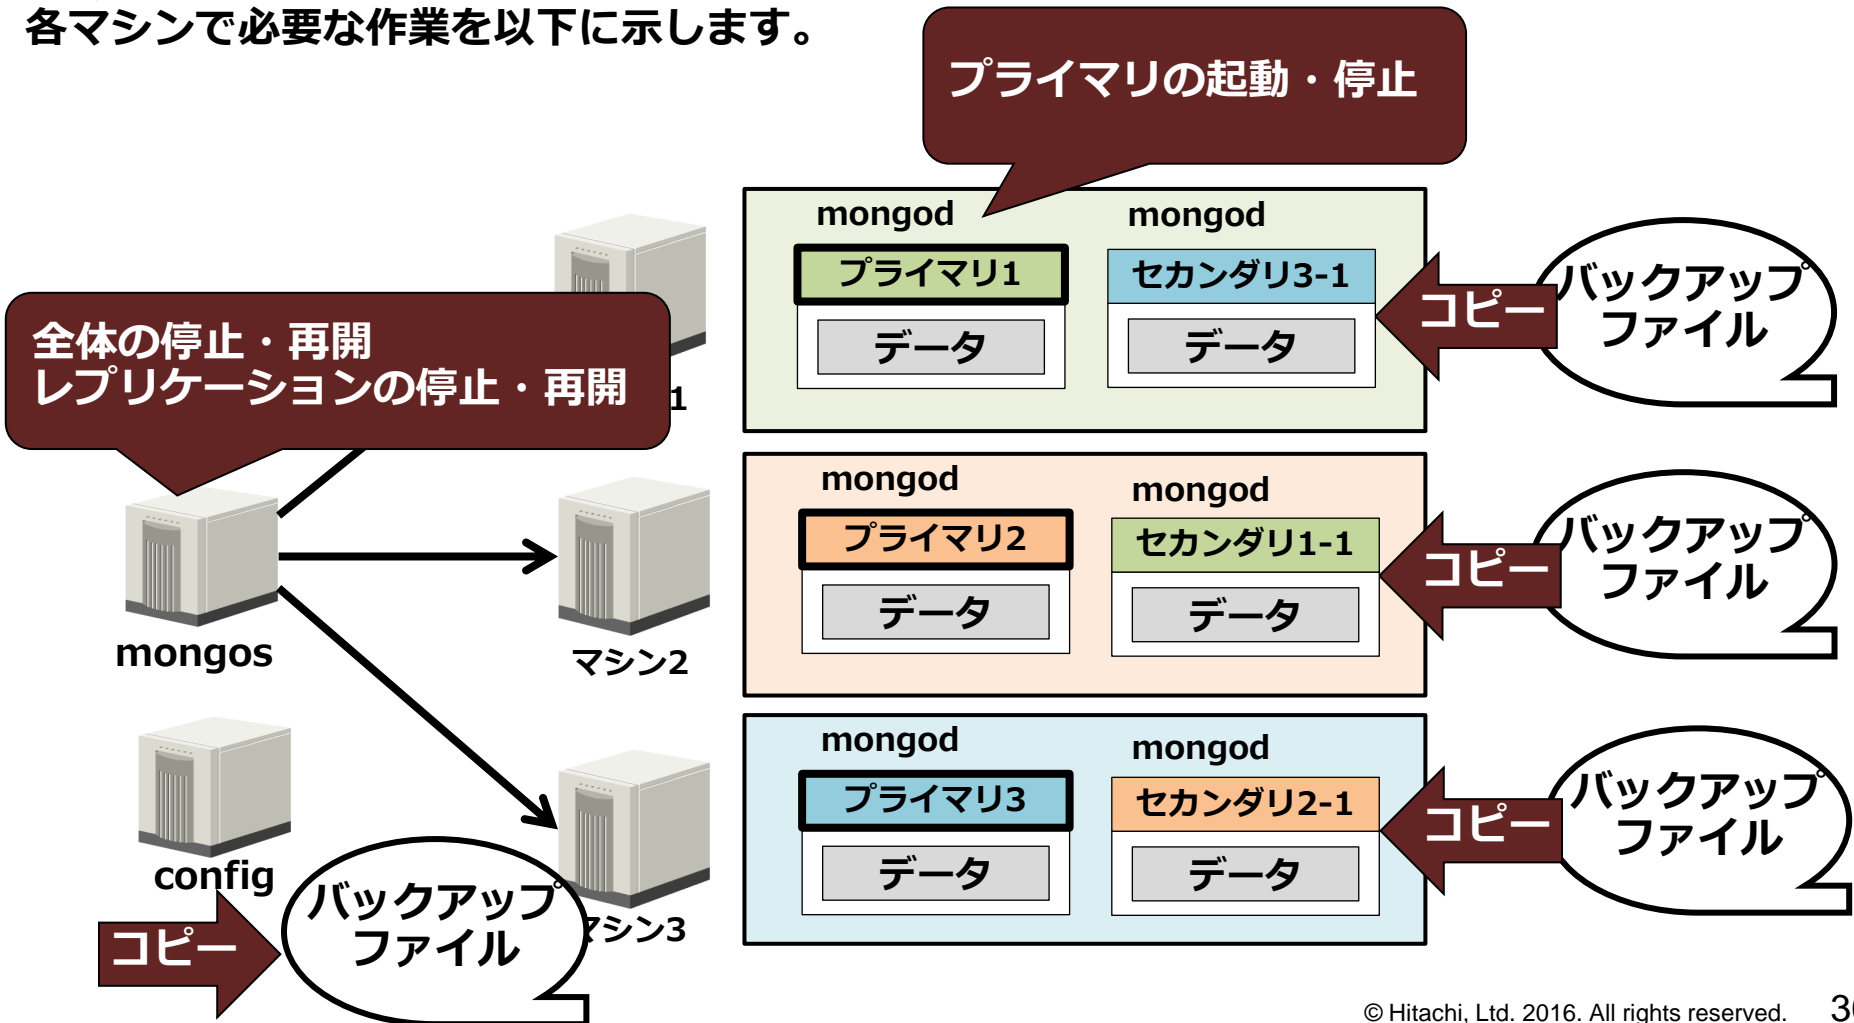 各マシンで必要な作業を以下に示します。
プライマリの起動・停止
mongod
mongod
プライマリ1
セカンダリ3-1
データ
データ
コピー
バックアップ
ファイル
全体の停止・再開
レプリケーションの停止・再開
1
mongod
mongod
プライマリ2
セカンダリ1-1
データ
データ
コピー
バックアップ
ファイル
mongos
マシン2
mongod
mongod
プライマリ3
セカンダリ2-1
データ
データ
コピー
バックアップ
ファイル
config
コピー
バックアップ
ファイル
マシン3
© Hitachi, Ltd. 2016. All rights reserved.